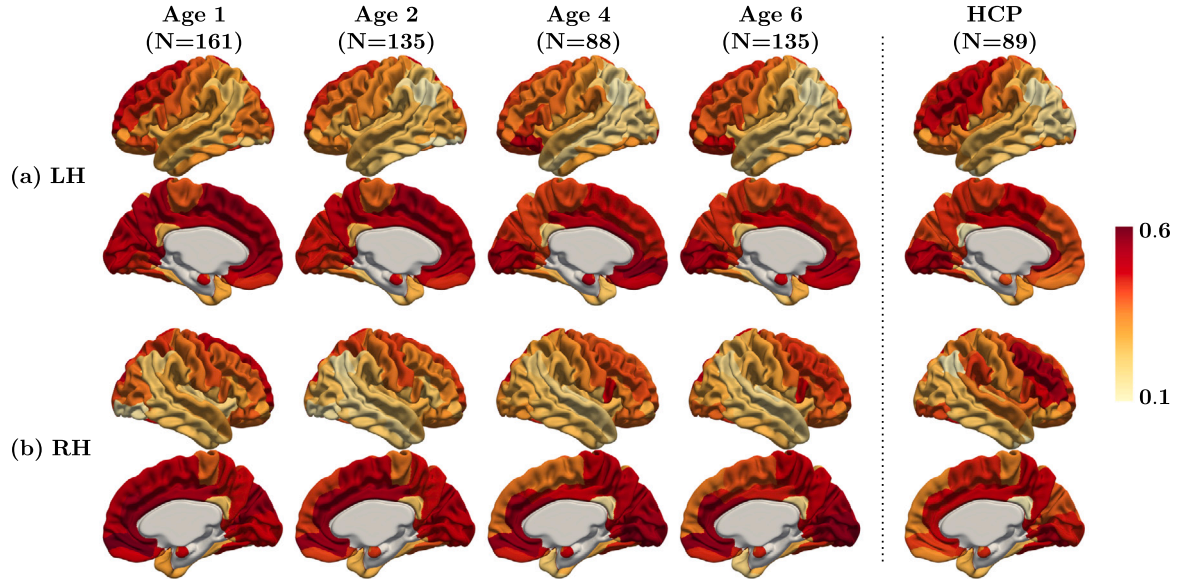 Age 1
(N=161)
Age 2
(N=135)
Age 4
(N=88)
Age 6
(N=135)
HCP
(N=89)
(a) LH
0.6
0.1
(b) RH